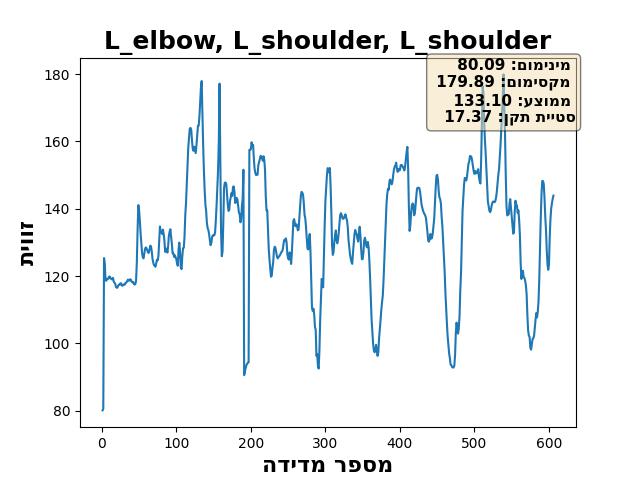 L_elbow, L_shoulder, L_shoulder
מינימום: 80.09
מקסימום: 179.89
ממוצע: 133.10
סטיית תקן: 17.37
זווית
180
160
140
120
100
80
0 100 200 300 400 500 600
מספר מדידה